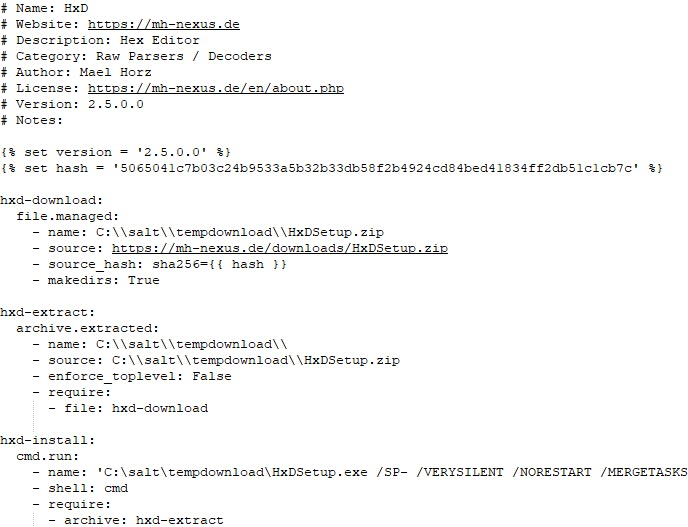 # Name: HxD
# Website: https://mh-nexus.de
# Description: Hex Editor
# Category: Raw Parsers / Decoders
# Author: Mael Horz
# License: https://mh-nexus.de/en/about.php
# Version: 2.5.0.0
# Notes:
{% set version = '2.5.0.0' %}
{% set hash = '5065041c7b03c24b9533a5b32b33db58f2b4924cd84bed41834ff2db51c1cb7c' %}
hxd-download:
file.managed:
- name: C:\\salt\\tempdownload\\HxDSetup.zip
- source: https://mh-nexus.de/downloads/HxDSetup.zip
- source_hash: sha256={{ hash }}
- makedirs: True
hxd-extract:
archive.extracted:
- name: C:\\salt\\tempdownload\\
- source: C:\\salt\\tempdownload\\HxDSetup.zip
- enforce_toplevel: False
- require:
- file: hxd-download
hxd-install:
cmd.run:
- name: 'C:\salt\tempdownload\HxDSetup.exe /SP- /VERYSILENT /NORESTART /MERGETASKS
- shell: cmd
- require:
- archive: hxd-extract